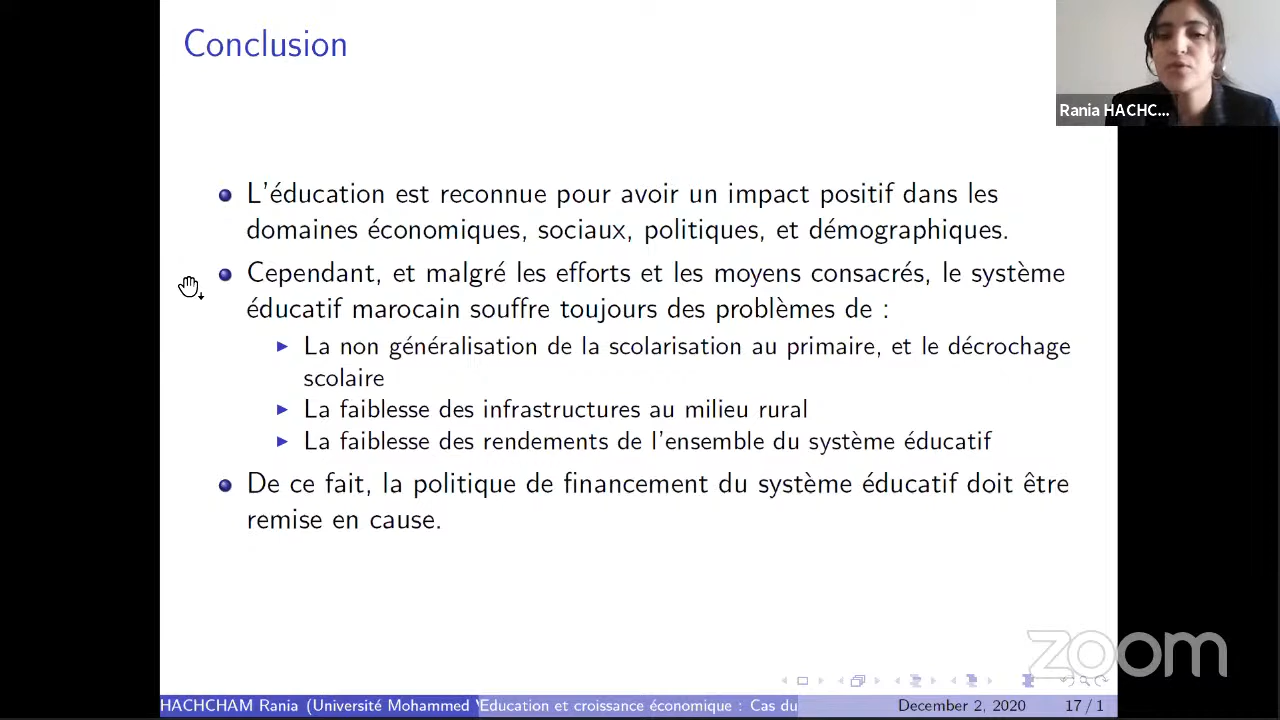 Conclusion
Rania HACHC...
L'éducation est reconnue pour avoir un impact positif dans les
domaines économiques, sociaux, politiques, et démographiques.
Cependant, et malgré les efforts et les moyens consacrés, le système
éducatif marocain souffre toujours des problèmes de :
La non généralisation de la scolarisation au primaire, et le décrochage
scolaire
La faiblesse des infrastructures au milieu rural
La faiblesse des rendements de l'ensemble du système éducatif
De ce fait, la politique de financement du système éducatif doit être
remise en cause.
zoom
HACHCHAM Rania (Université Mohammed Education et croissance économique : Cas du December 2, 2020 17 / 1